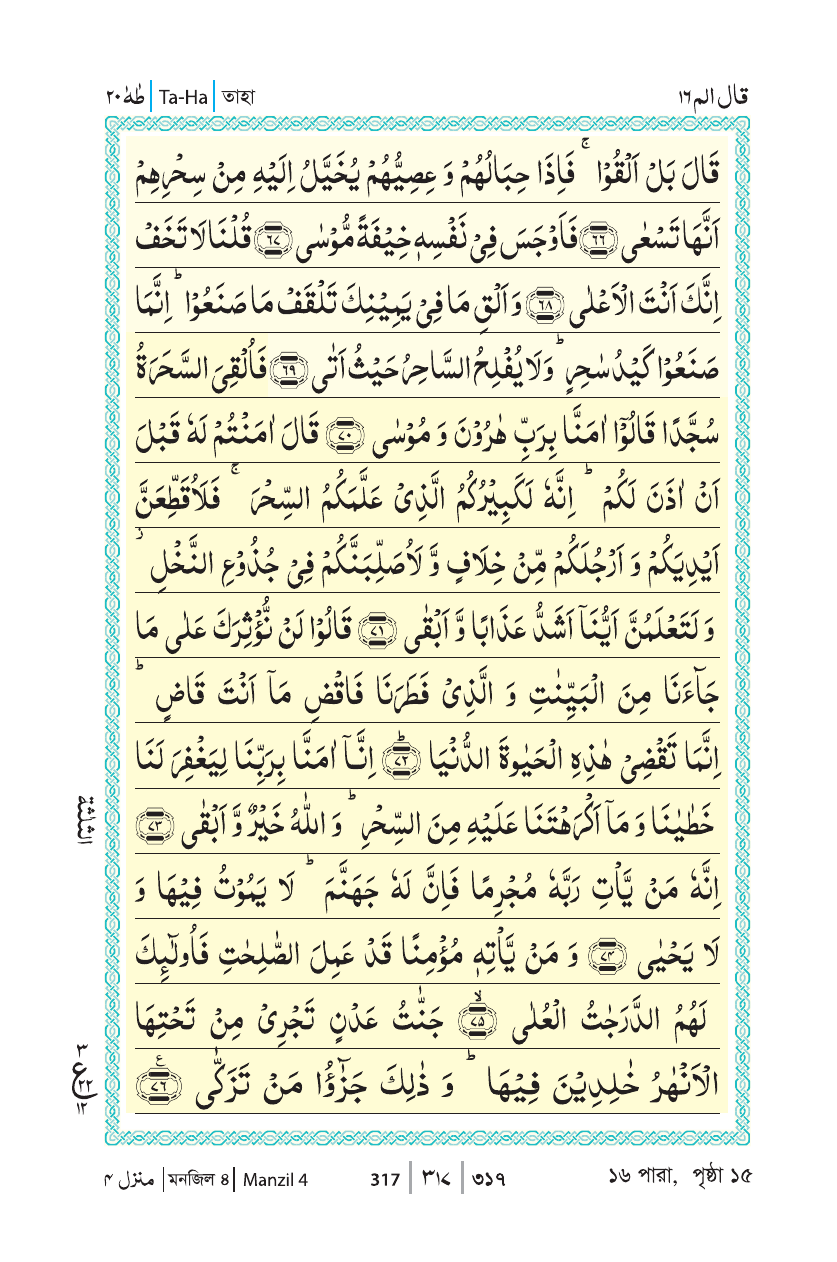 طٰهٰ ٢٠ | Ta-Ha | তাহা
قال الم ١٦
قَالَ بَلْ اَلْقُوْا ۚ فَاِذَا حِبَالُهُمْ وَ عِصِيُّهُمْ يُخَيَّلُ اِلَيْهِ مِنْ سِحْرِهِمْ
اَنَّهَا تَسْعٰى ﴿٦٦﴾ فَاَوْجَسَ فِيْ نَفْسِهٖ خِيْفَةً مُّوْسٰى ﴿٦٧﴾ قُلْنَا لَا تَخَفْ
اِنَّكَ اَنْتَ الْاَعْلٰى ﴿٦٨﴾ وَ اَلْقِ مَا فِيْ يَمِيْنِكَ تَلْقَفْ مَا صَنَعُوْا ؕ اِنَّمَا
صَنَعُوْا كَيْدُ سٰحِرٍ ؕ وَلَا يُفْلِحُ السَّاحِرُ حَيْثُ اَتٰى ﴿٦٩﴾ فَاُلْقِيَ السَّحَرَةُ
سُجَّدًا قَالُوْۤا اٰمَنَّا بِرَبِّ هٰرُوْنَ وَ مُوْسٰى ﴿٧٠﴾ قَالَ اٰمَنْتُمْ لَهٗ قَبْلَ
اَنْ اٰذَنَ لَكُمْ ؕ اِنَّهٗ لَكَبِيْرُكُمُ الَّذِيْ عَلَّمَكُمُ السِّحْرَ ۚ فَلَاُقَطِّعَنَّ
اَيْدِيَكُمْ وَ اَرْجُلَكُمْ مِّنْ خِلَافٍ وَّ لَاُصَلِّبَنَّكُمْ فِيْ جُذُوْعِ النَّخْلِ ؗ
وَ لَتَعْلَمُنَّ اَيُّنَاۤ اَشَدُّ عَذَابًا وَّ اَبْقٰى ﴿٧١﴾ قَالُوْا لَنْ نُّؤْثِرَكَ عَلٰى مَا
جَآءَنَا مِنَ الْبَيِّنٰتِ وَ الَّذِيْ فَطَرَنَا فَاقْضِ مَاۤ اَنْتَ قَاضٍ ؕ
اِنَّمَا تَقْضِيْ هٰذِهِ الْحَيٰوةَ الدُّنْيَا ﴿٧٢﴾ؕ اِنَّاۤ اٰمَنَّا بِرَبِّنَا لِيَغْفِرَ لَنَا
خَطٰيٰنَا وَ مَاۤ اَكْرَهْتَنَا عَلَيْهِ مِنَ السِّحْرِ ؕ وَ اللّٰهُ خَيْرٌ وَّ اَبْقٰى ﴿٧٣﴾
اِنَّهٗ مَنْ يَّاْتِ رَبَّهٗ مُجْرِمًا فَاِنَّ لَهٗ جَهَنَّمَ ؕ لَا يَمُوْتُ فِيْهَا وَ
لَا يَحْيٰى ﴿٧٤﴾ وَ مَنْ يَّاْتِهٖ مُؤْمِنًا قَدْ عَمِلَ الصّٰلِحٰتِ فَاُولٰٓئِكَ
لَهُمُ الدَّرَجٰتُ الْعُلٰى ﴿٧٥﴾ۙ جَنّٰتُ عَدْنٍ تَجْرِيْ مِنْ تَحْتِهَا
الْاَنْهٰرُ خٰلِدِيْنَ فِيْهَا ؕ وَ ذٰلِكَ جَزٰٓؤُا مَنْ تَزَكّٰى ﴿٧٦﴾
الثلثة
٣
ع
٢٢
١٢
منزل ٤ | মনজিল ৪ | Manzil 4
317 | ٣١٧ | ৩১৭
১৬ পারা, পৃষ্ঠা ১৫